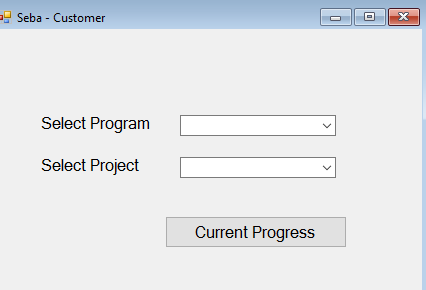 Seba - Customer
Select Program
Select Project
Current Progress